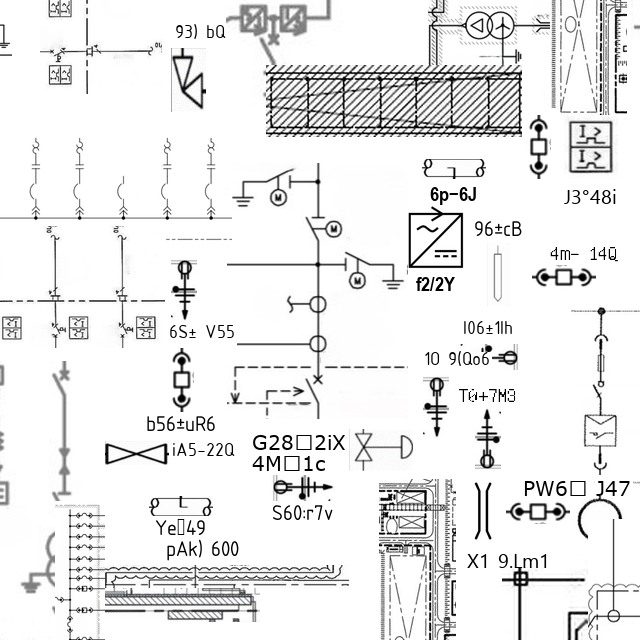 93) bQ
J3°48i
6p-6J
96±cB
4m- 14Q
f2/2Y
6S± V55
I06±1lh
10 9(Qo6
T0+7M3
b56±uR6
iA5-22Q
G28□2iX
4M□1c
PW6□ J47
S60:r7v
Ye▯49
pAk) 600
X1 9.Lm1
M
M
M